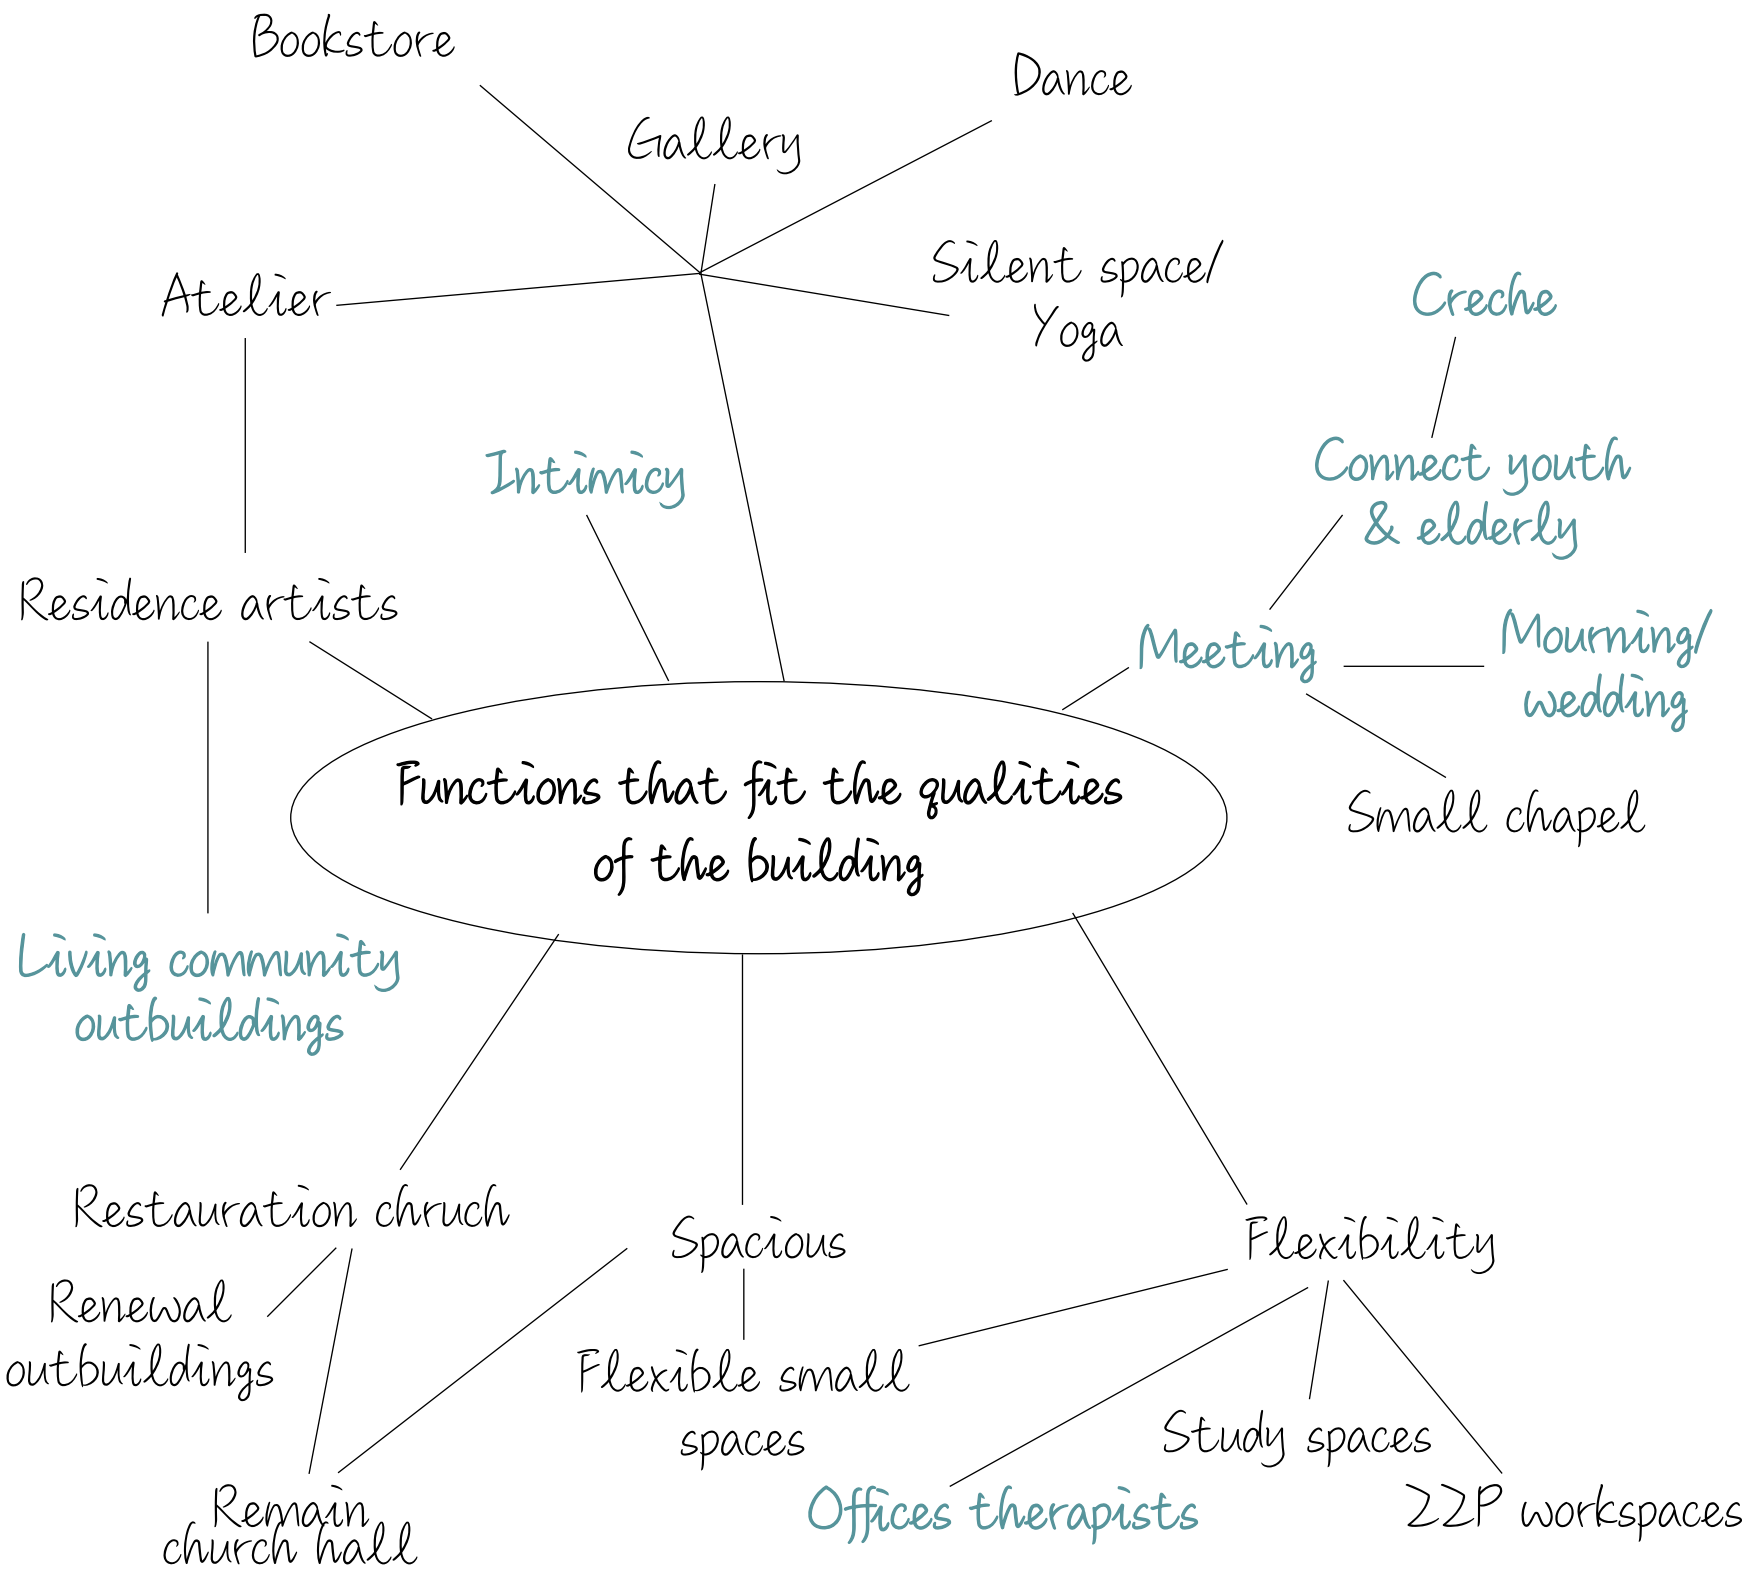 Bookstore
Dance
Gallery
Silent space/
Yoga
Atelier
Creche
Intimicy
Connect youth
& elderly
Residence artists
Meeting
Mourning/
wedding
Functions that fit the qualities
of the building
Small chapel
Living community
outbuildings
Restauration chruch
Spacious
Flexibility
Renewal
outbuildings
Flexible small
spaces
Study spaces
Remain
church hall
Offices therapists
ZZP workspaces